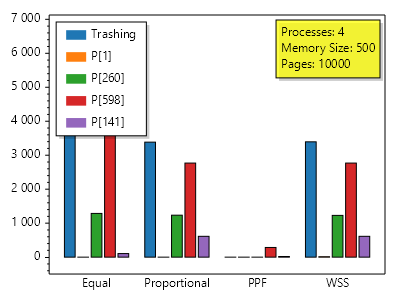 7 000
6 000
5 000
4 000
3 000
2 000
1 000
0
Trashing
P[1]
P[260]
P[598]
P[141]
Processes: 4
Memory Size: 500
Pages: 10000
Equal Proportional PPF WSS